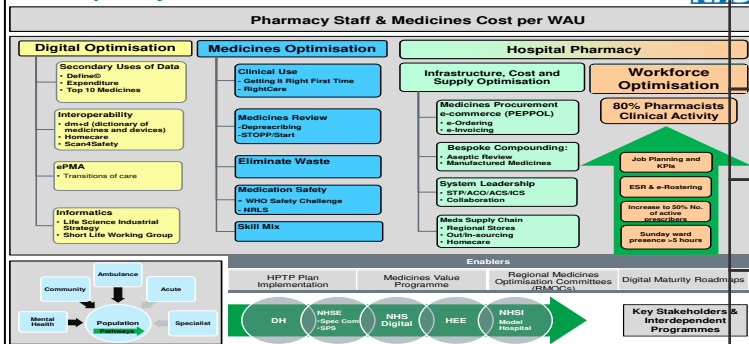 Pharmacy Staff & Medicines Cost per WAU
Digital Optimisation
Secondary Uses of Data
• Define®
• Expenditure
• Top 10 Medicines
Interoperability
• dm+d (dictionary of
medicines and devices)
• Homecare
• Scan4Safety
ePMA
• Transitions of care
Informatics
• Life Science Industrial
Strategy
• Short Life Working Group
Medicines Optimisation
Clinical Use
- Getting It Right First Time
- RightCare
Medicines Review
-Deprescribing
-STOPP/Start
Eliminate Waste
Medication Safety
- WHO Safety Challenge
- NRLS
Skill Mix
Hospital Pharmacy
Infrastructure, Cost and
Supply Optimisation
Medicines Procurement
e-commerce (PEPPOL)
• e-Ordering
• e-Invoicing
Bespoke Compounding:
• Aseptic Review
• Manufactured Medicines
System Leadership
• STP/ACO/ACS/ICS
• Collaboration
Meds Supply Chain
• Regional Stores
• Out/In-sourcing
• Homecare
Workforce
Optimisation
80% Pharmacists
Clinical Activity
Job Planning and
KPIs
ESR & e-Rostering
Increase to 50% No.
of active
prescribers
Sunday ward
presence >5 hours
Enablers
HPTP Plan
Implementation
Medicines Value
Programme
Regional Medicines
Optimisation Committees
(RMOCs)
Digital Maturity Roadmaps
Ambulance
Community
Acute
Mental
Health
Population
Pathways
Specialist
DH
NHSE
•Spec Com
•SPS
NHS
Digital
HEE
NHSI
Model
Hospital
Key Stakeholders &
Interdependent
Programmes